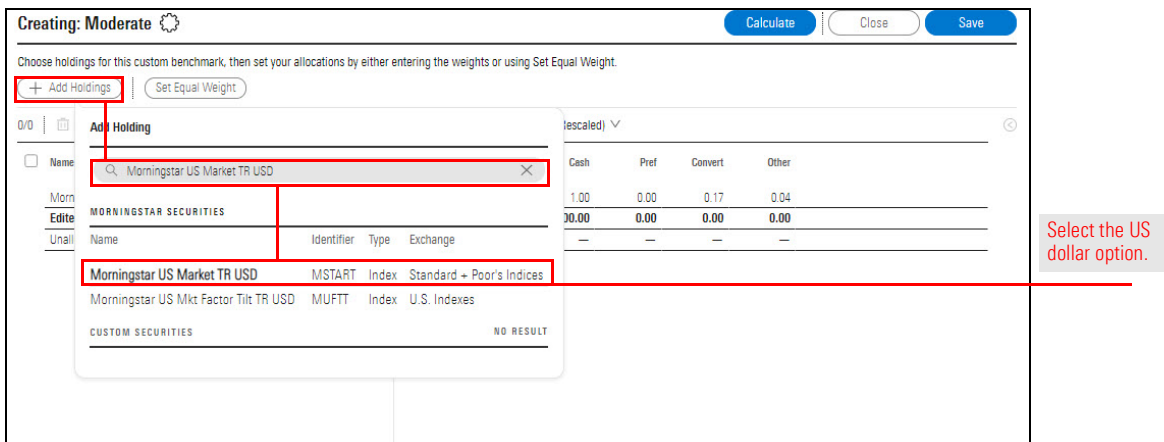 Creating: Moderate
Calculate
Close
Save
Choose holdings for this custom benchmark, then set your allocations by either entering the weights or using Set Equal Weight.
+ Add Holdings
Set Equal Weight
0/0
Add Holding
Rescaled)
Name
Morningstar US Market TR USD
Cash Pref Convert Other
Morn
1.00 0.00 0.17 0.04
Edite
MORNINGSTAR SECURITIES
00.00 0.00 0.00 0.00
Unall
Name Identifier Type Exchange
— — — —
Morningstar US Market TR USD MSTART Index Standard + Poor's Indices
Morningstar US Mkt Factor Tilt TR USD MUFTT Index U.S. Indexes
CUSTOM SECURITIES NO RESULT
Select the US
dollar option.